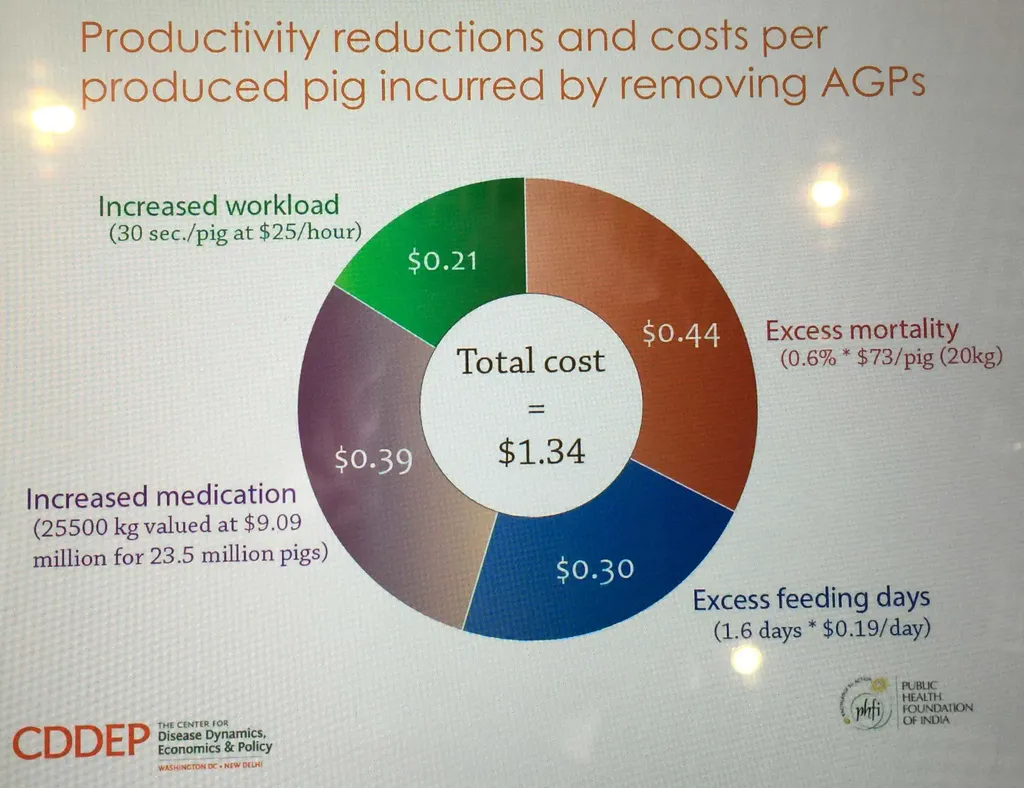 Productivity reductions and costs per
produced pig incurred by removing AGPs
Increased workload
(30 sec./pig at $25/hour)
$0.21
$0.44
Excess mortality
(0.6% * $73/pig (20kg)
Total cost
=
$1.34
$0.39
Increased medication
(25500 kg valued at $9.09
million for 23.5 million pigs)
$0.30
Excess feeding days
(1.6 days * $0.19/day)
CDDEP
THE CENTER FOR
Disease Dynamics,
Economics & Policy
WASHINGTON DC • NEW DELHI
phfi
PUBLIC
HEALTH
FOUNDATION
OF INDIA